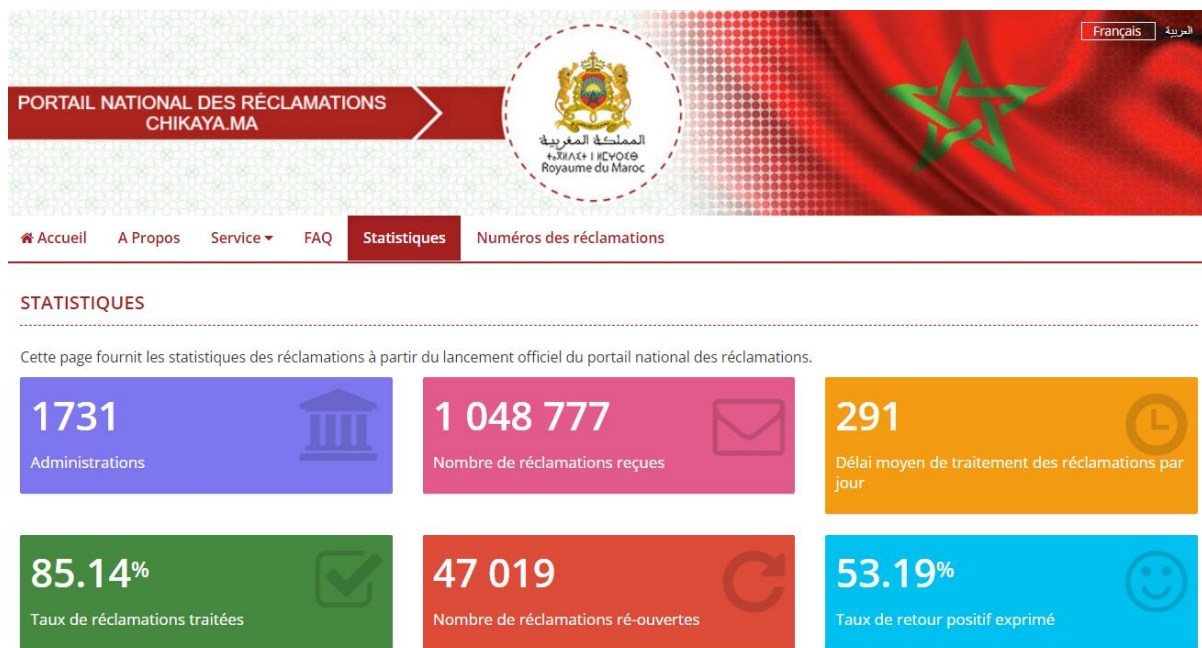 Français العربية
PORTAIL NATIONAL DES RÉCLAMATIONS
CHIKAYA.MA
المملكة المغربية
ⵜⴰⴳⵍⴷⵉⵜ ⵏ ⵍⵎⵖⵔⵉⴱ
Royaume du Maroc
Accueil A Propos Service FAQ Statistiques Numéros des réclamations
STATISTIQUES
Cette page fournit les statistiques des réclamations à partir du lancement officiel du portail national des réclamations.
1731
Administrations
1 048 777
Nombre de réclamations reçues
291
Délai moyen de traitement des réclamations par
jour
85.14%
Taux de réclamations traitées
47 019
Nombre de réclamations ré-ouvertes
53.19%
Taux de retour positif exprimé